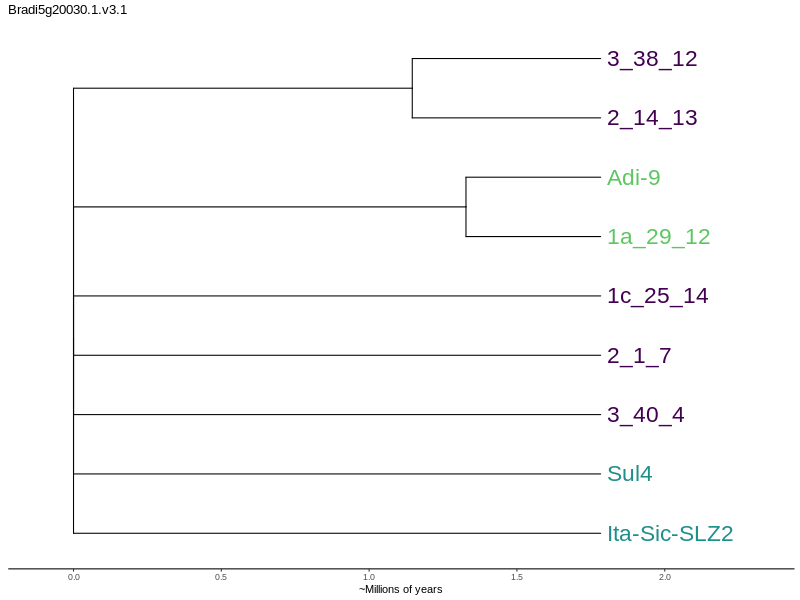 Bradi5g20030.1.v3.1
3_38_12
2_14_13
Adi-9
1a_29_12
1c_25_14
2_1_7
3_40_4
Sul4
Ita-Sic-SLZ2
0.0 0.5 1.0 1.5 2.0
~Millions of years